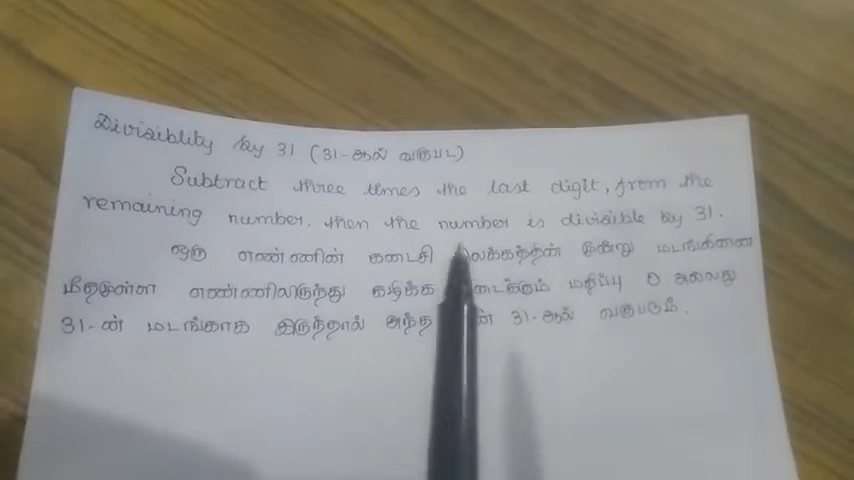 Divisiblity by 31 (31-ஆல் வகுபட)
Subtract three times the last digit, from the
remaining number. then the number is divisible by 31.
ஒரு எண்ணின் கடைசி இலக்கத்தின் மூன்று மடங்கினை
மீதமுள்ள எண்ணிலிருந்து கழிக்க மதிப்பு 0 அல்லது
31-ன் மடங்காக இருந்தால் அந்த 31-ஆல் வகுபடும்.